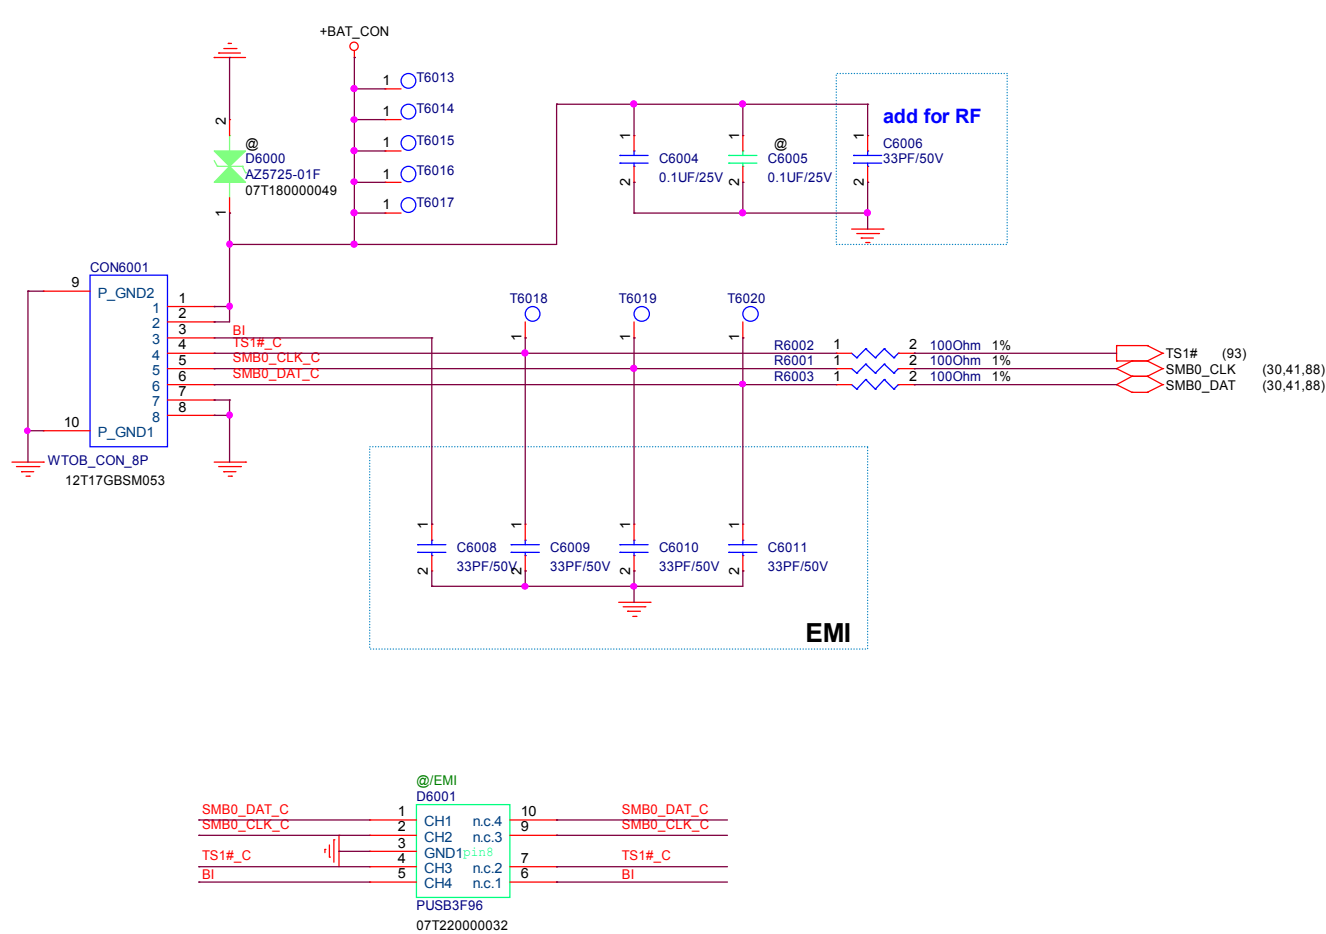 +BAT_CON
1 T6013
1 T6014
1 T6015
1 T6016
1 T6017
2
@
D6000
AZ5725-01F
07T180000049
1
add for RF
1
C6004
0.1UF/25V
2
1
@
C6005
0.1UF/25V
2
1
C6006
33PF/50V
2
CON6001
9
P_GND2
1 1
2 2
3 3 BI
4 4 TS1#_C
5 5 SMB0_CLK_C
6 6 SMB0_DAT_C
7 7
8 8
10
P_GND1
WTOB_CON_8P
12T17GBSM053
T6018
1
T6019
1
T6020
1
R6002 1 2 100Ohm 1% TS1# (93)
R6001 1 2 100Ohm 1% SMB0_CLK (30,41,88)
R6003 1 2 100Ohm 1% SMB0_DAT (30,41,88)
1
C6008
33PF/50V
2
1
C6009
33PF/50V
2
1
C6010
33PF/50V
2
1
C6011
33PF/50V
2
EMI
@/EMI
D6001
SMB0_DAT_C 1 CH1 n.c.4 10 SMB0_DAT_C
SMB0_CLK_C 2 CH2 n.c.3 9 SMB0_CLK_C
3 GND1 pin8
TS1#_C 4 CH3 n.c.2 7 TS1#_C
BI 5 CH4 n.c.1 6 BI
PUSB3F96
07T220000032